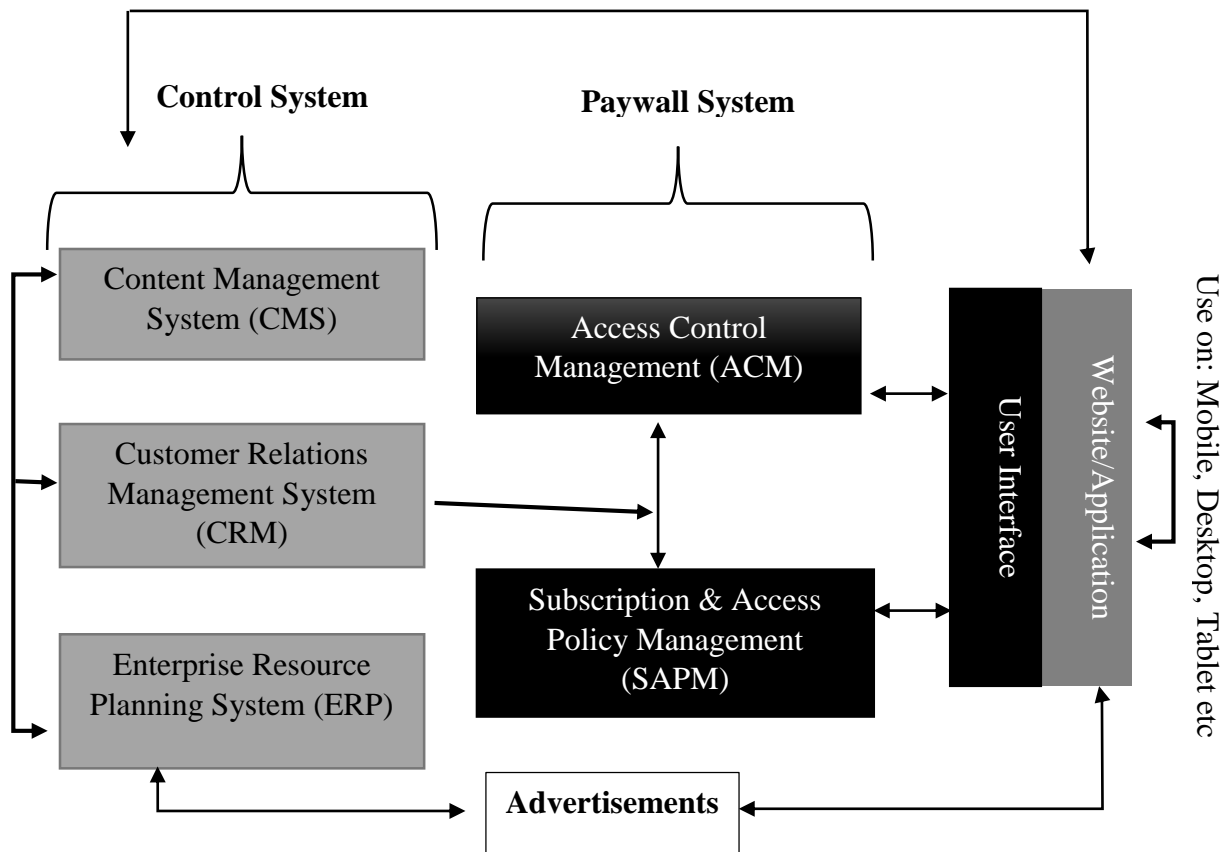 Control System
Paywall System
Content Management
System (CMS)
Customer Relations
Management System
(CRM)
Enterprise Resource
Planning System (ERP)
Access Control
Management (ACM)
Subscription & Access
Policy Management
(SAPM)
User Interface
Website/Application
Use on: Mobile, Desktop, Tablet etc
Advertisements